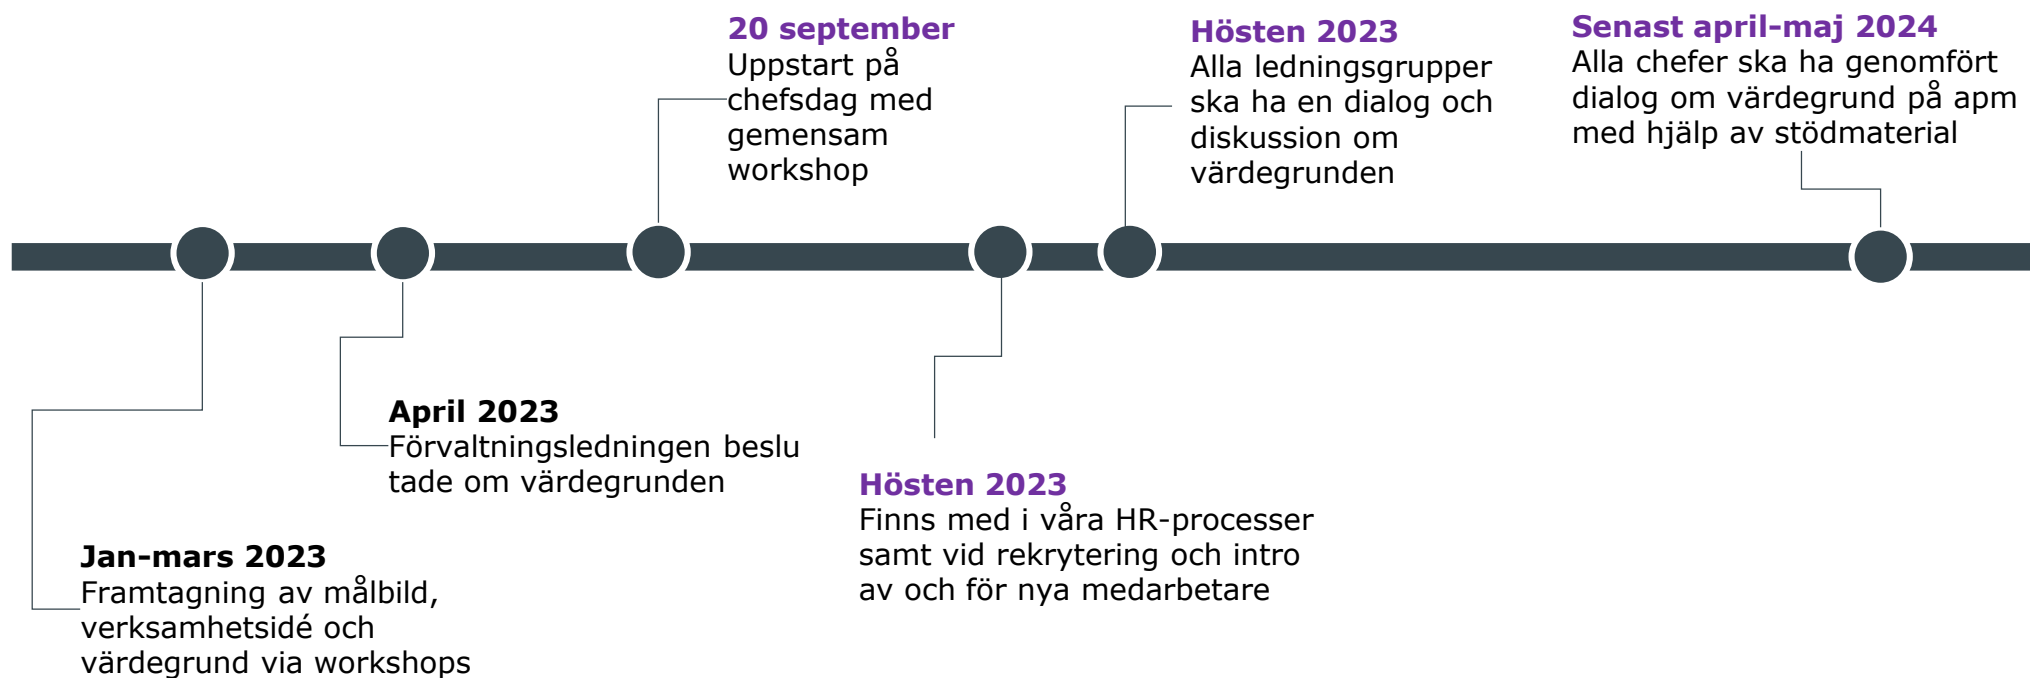 20 september
Uppstart på
chefsdag med
gemensam
workshop
Hösten 2023
Alla ledningsgrupper
ska ha en dialog och
diskussion om
värdegrunden
Senast april-maj 2024
Alla chefer ska ha genomfört
dialog om värdegrund på apm
med hjälp av stödmaterial
Jan-mars 2023
Framtagning av målbild,
verksamhetsidé och
värdegrund via workshops
April 2023
Förvaltningsledningen beslu
tade om värdegrunden
Hösten 2023
Finns med i våra HR-processer
samt vid rekrytering och intro
av och för nya medarbetare